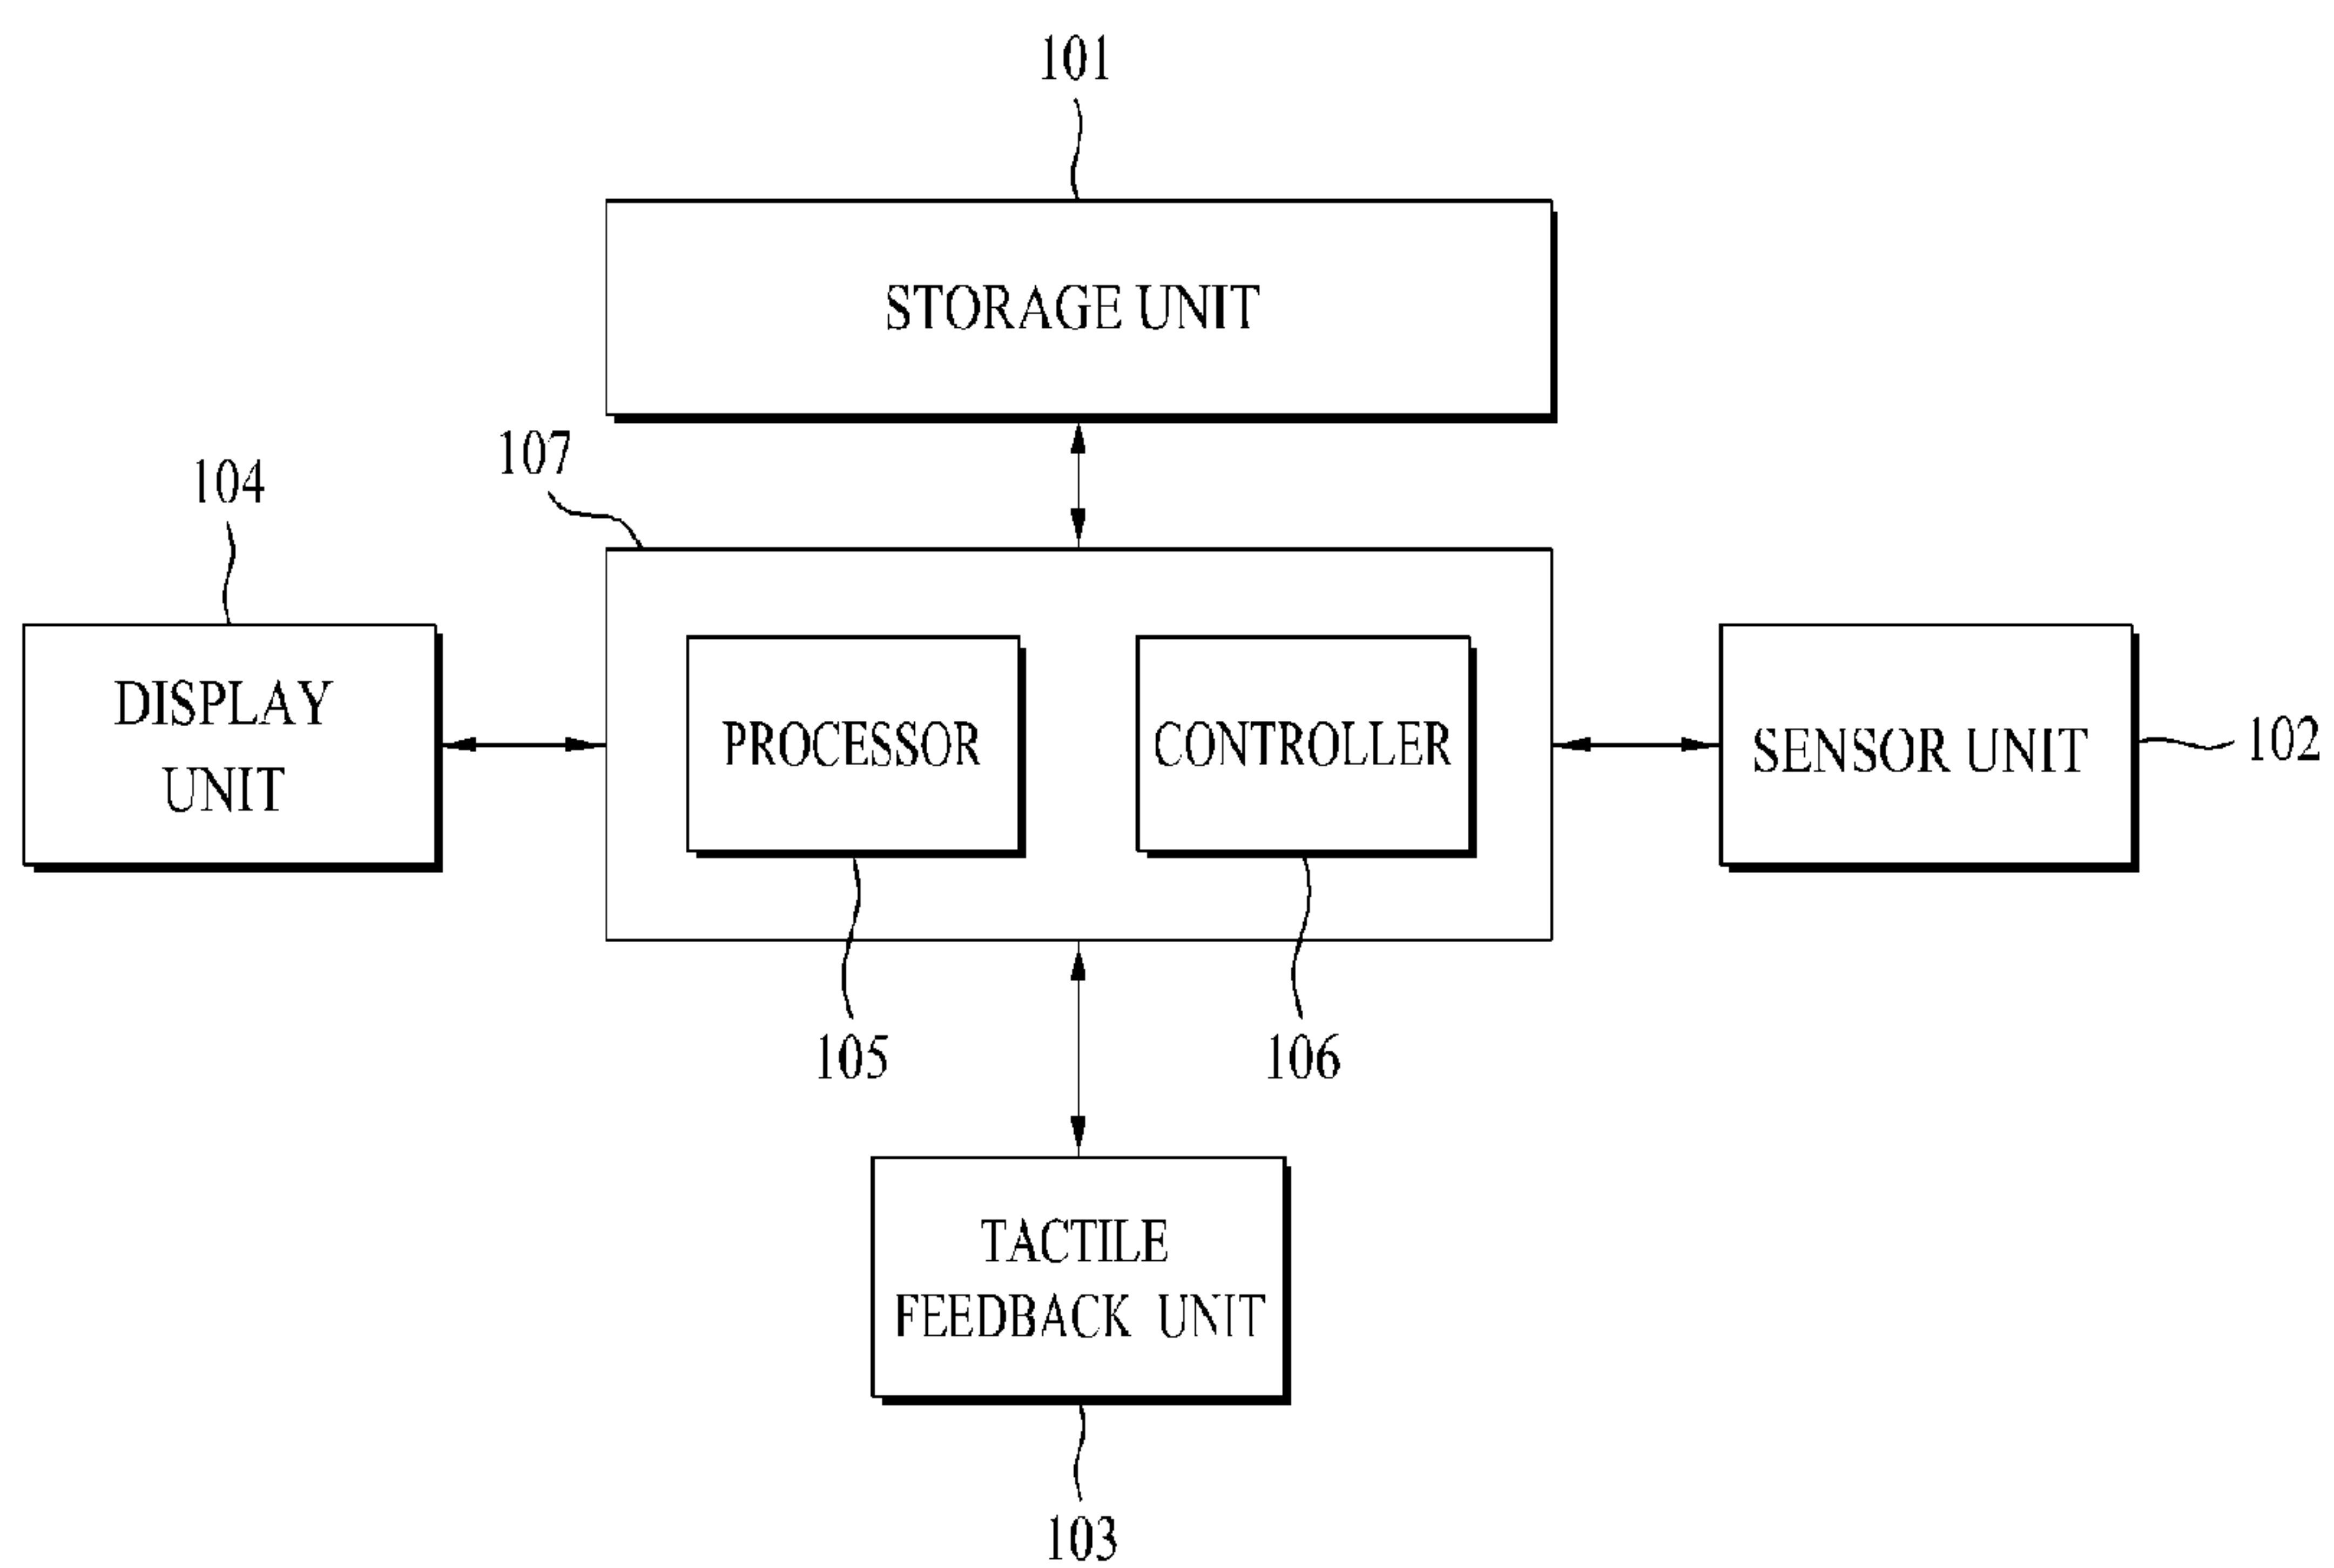 101
STORAGE UNIT
107
104
DISPLAY
UNIT
PROCESSOR
CONTROLLER
SENSOR UNIT
102
105
106
TACTILE
FEEDBACK UNIT
103